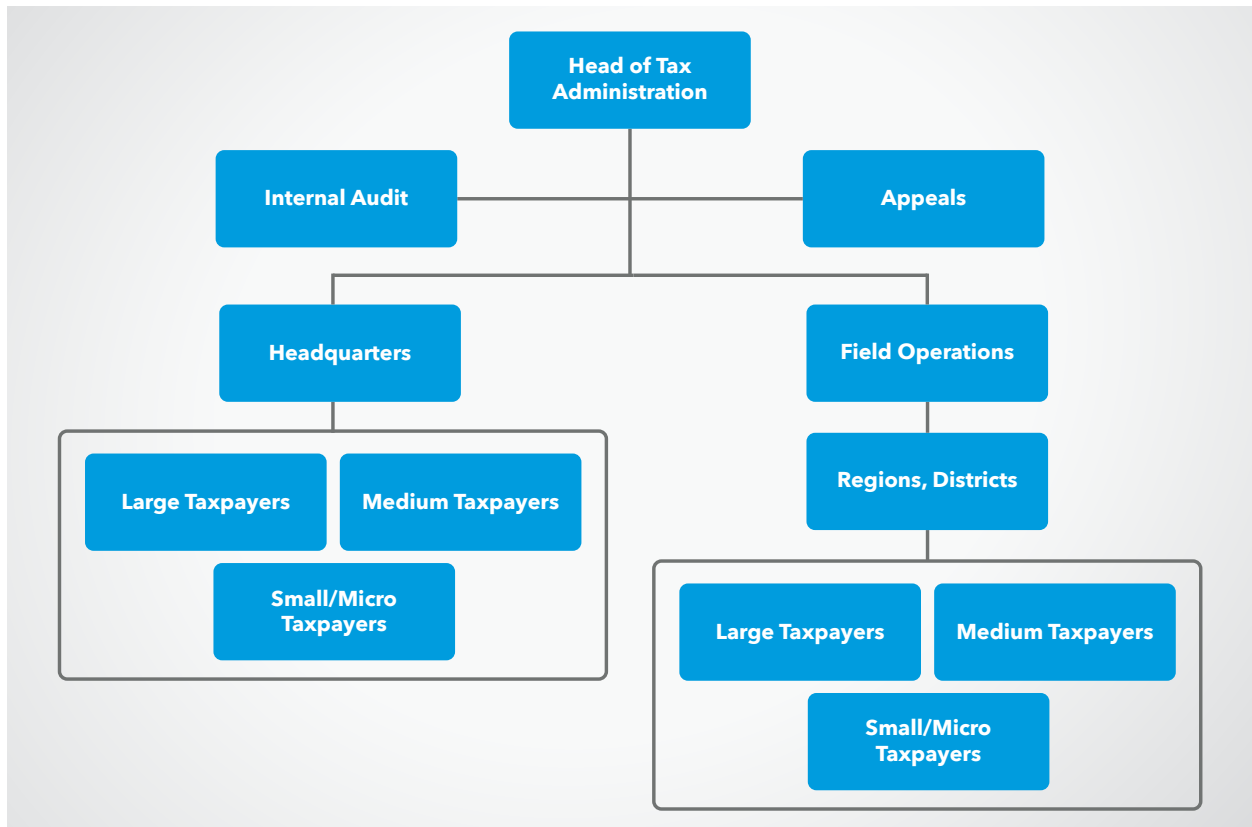 Head of Tax
Administration
Internal Audit
Appeals
Headquarters
Field Operations
Large Taxpayers
Medium Taxpayers
Small/Micro
Taxpayers
Regions, Districts
Large Taxpayers
Medium Taxpayers
Small/Micro
Taxpayers